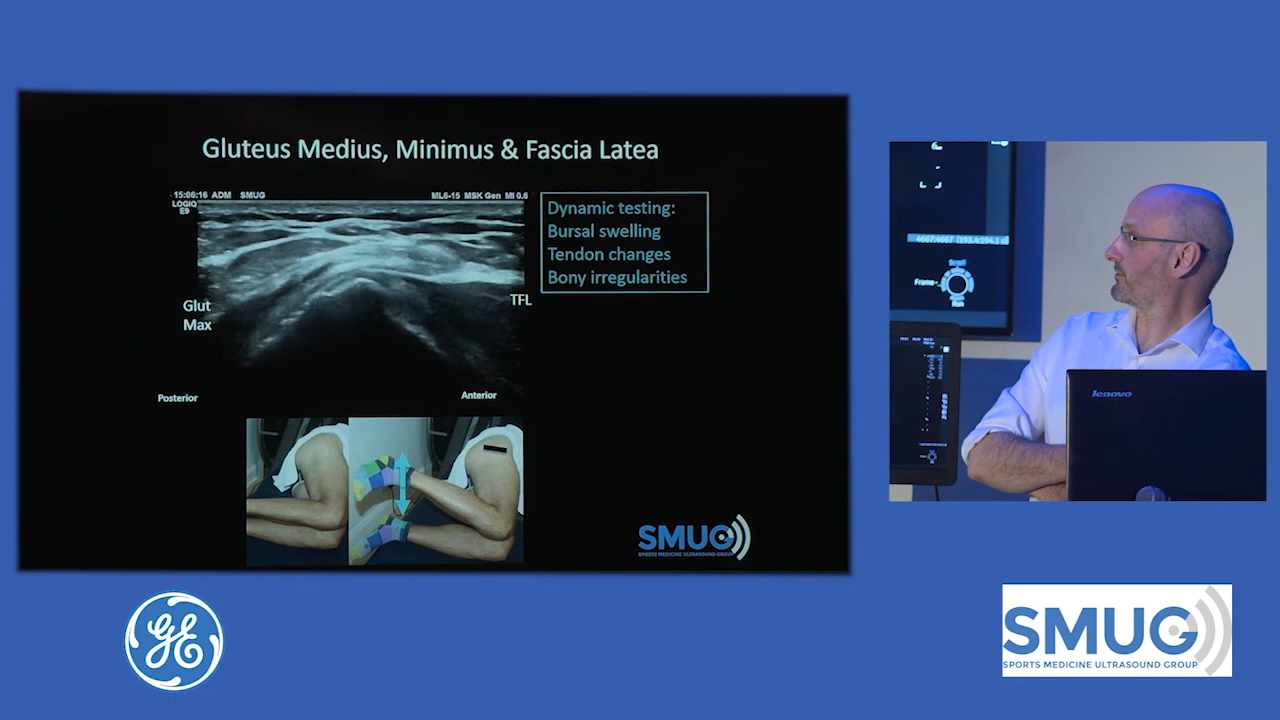 Gluteus Medius, Minimus & Fascia Latea
15:06:16 ADM SMUG
ML6-15 MSK Gen MI 0.6
LOGIQ
E9
Dynamic testing:
Bursal swelling
Tendon changes
Bony irregularities
Glut
Max
TFL
Posterior
Anterior
SMUG
SPORTS MEDICINE ULTRASOUND GROUP
Scroll
Frame
Run
lenovo
GE
SMUG
SPORTS MEDICINE ULTRASOUND GROUP